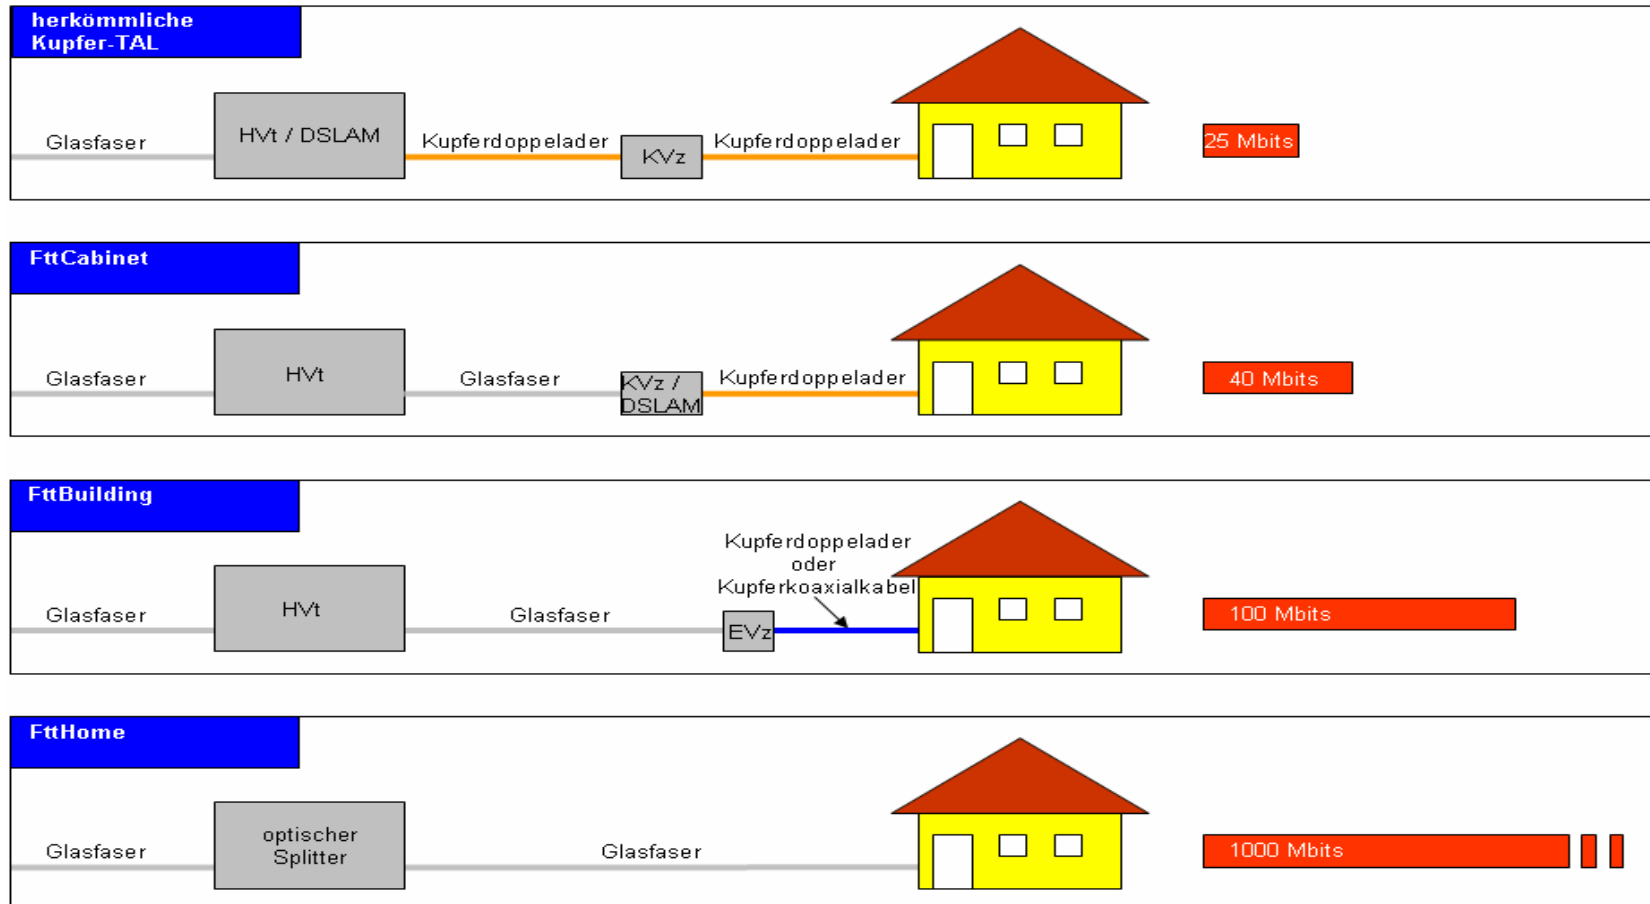 herkömmliche
Kupfer-TAL
Glasfaser
HVt / DSLAM
Kupferdoppelader
KVz
Kupferdoppelader
25 Mbits
FttCabinet
Glasfaser
HVt
Glasfaser
KVz /
DSLAM
Kupferdoppelader
40 Mbits
FttBuilding
Glasfaser
HVt
Glasfaser
EVz
Kupferdoppelader
oder
Kupferkoaxialkabel
100 Mbits
FttHome
Glasfaser
optischer
Splitter
Glasfaser
1000 Mbits